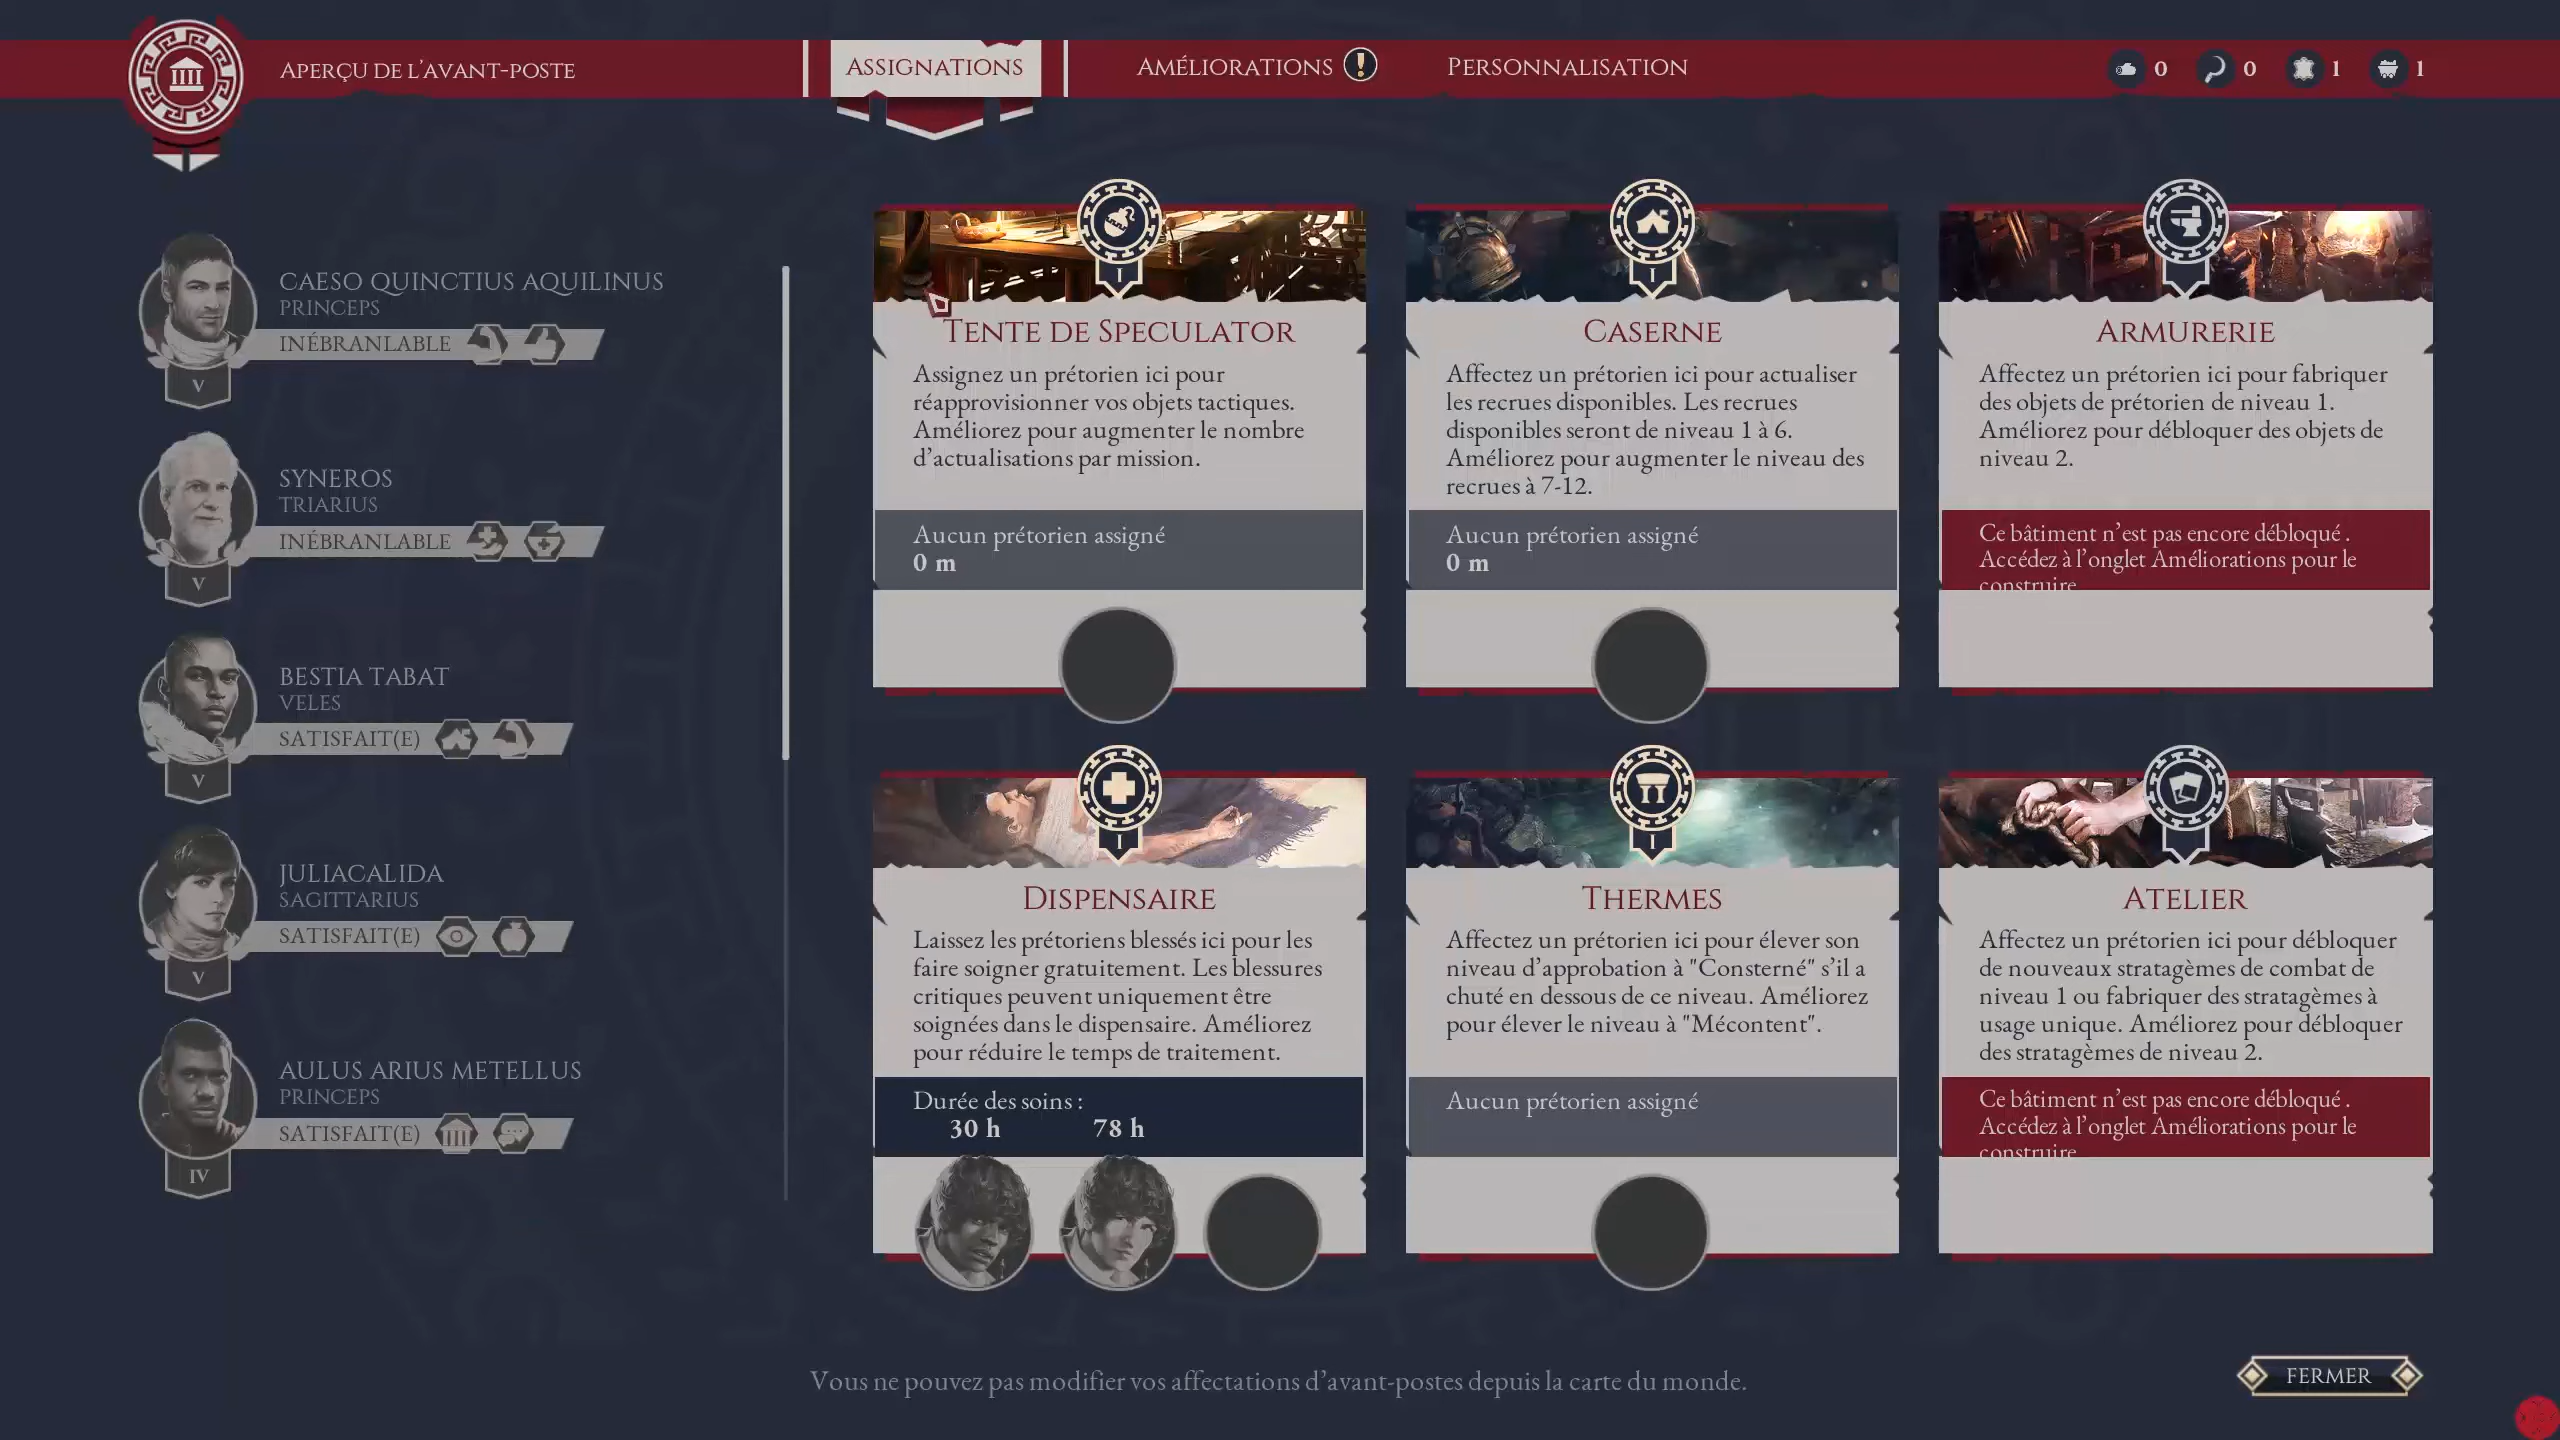 APERÇU DE L'AVANT-POSTE
ASSIGNATIONS
AMÉLIORATIONS
PERSONNALISATION
0
0
1
1
CAESO QUINCTIUS AQUILINUS
PRINCEPS
INÉBRANLABLE
V
SYNEROS
TRIARIUS
INÉBRANLABLE
V
BESTIA TABAT
VELES
SATISFAIT(E)
V
JULIACALIDA
SAGITTARIUS
SATISFAIT(E)
V
AULUS ARIUS METELLUS
PRINCEPS
SATISFAIT(E)
IV
I
TENTE DE SPECULATOR
Assignez un prétorien ici pour
réapprovisionner vos objets tactiques.
Améliorez pour augmenter le nombre
d'actualisations par mission.
Aucun prétorien assigné
0 m
I
CASERNE
Affectez un prétorien ici pour actualiser
les recrues disponibles. Les recrues
disponibles seront de niveau 1 à 6.
Améliorez pour augmenter le niveau des
recrues à 7-12.
Aucun prétorien assigné
0 m
ARMURERIE
Affectez un prétorien ici pour fabriquer
des objets de prétorien de niveau 1.
Améliorez pour débloquer des objets de
niveau 2.
Ce bâtiment n'est pas encore débloqué .
Accédez à l'onglet Améliorations pour le
construire
I
DISPENSAIRE
Laissez les prétoriens blessés ici pour les
faire soigner gratuitement. Les blessures
critiques peuvent uniquement être
soignées dans le dispensaire. Améliorez
pour réduire le temps de traitement.
Durée des soins :
30 h 78 h
I
THERMES
Affectez un prétorien ici pour élever son
niveau d'approbation à "Consterné" s'il a
chuté en dessous de ce niveau. Améliorez
pour élever le niveau à "Mécontent".
Aucun prétorien assigné
ATELIER
Affectez un prétorien ici pour débloquer
de nouveaux stratagèmes de combat de
niveau 1 ou fabriquer des stratagèmes à
usage unique. Améliorez pour débloquer
des stratagèmes de niveau 2.
Ce bâtiment n'est pas encore débloqué .
Accédez à l'onglet Améliorations pour le
construire
Vous ne pouvez pas modifier vos affectations d'avant-postes depuis la carte du monde.
FERMER